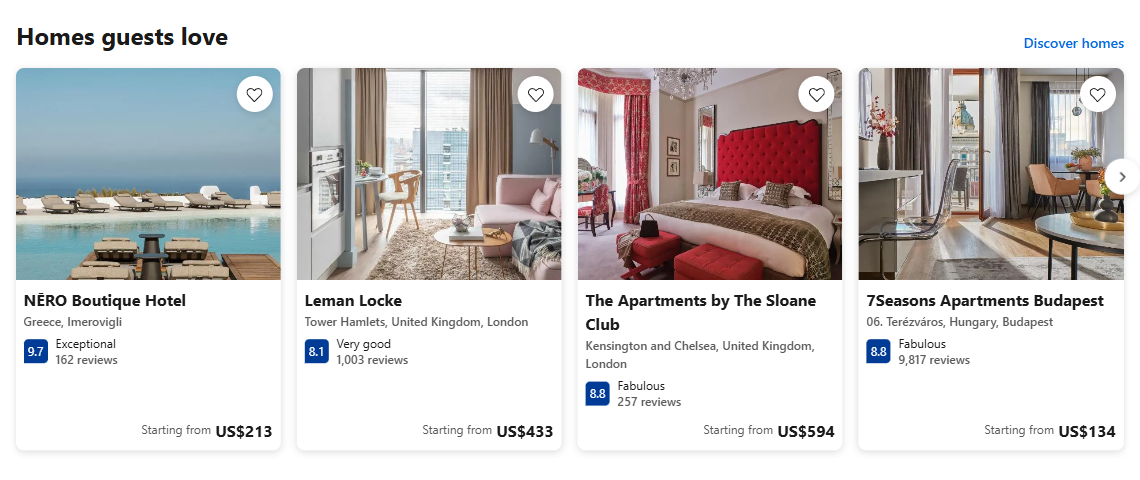 Homes guests love
Discover homes
NĒRO Boutique Hotel
Greece, Imerovigli
9.7
Exceptional
162 reviews
Starting from US$213
Leman Locke
Tower Hamlets, United Kingdom, London
8.1
Very good
1,003 reviews
Starting from US$433
The Apartments by The Sloane
Club
Kensington and Chelsea, United Kingdom,
London
8.8
Fabulous
257 reviews
Starting from US$594
7Seasons Apartments Budapest
06. Terézváros, Hungary, Budapest
8.8
Fabulous
9,817 reviews
Starting from US$134